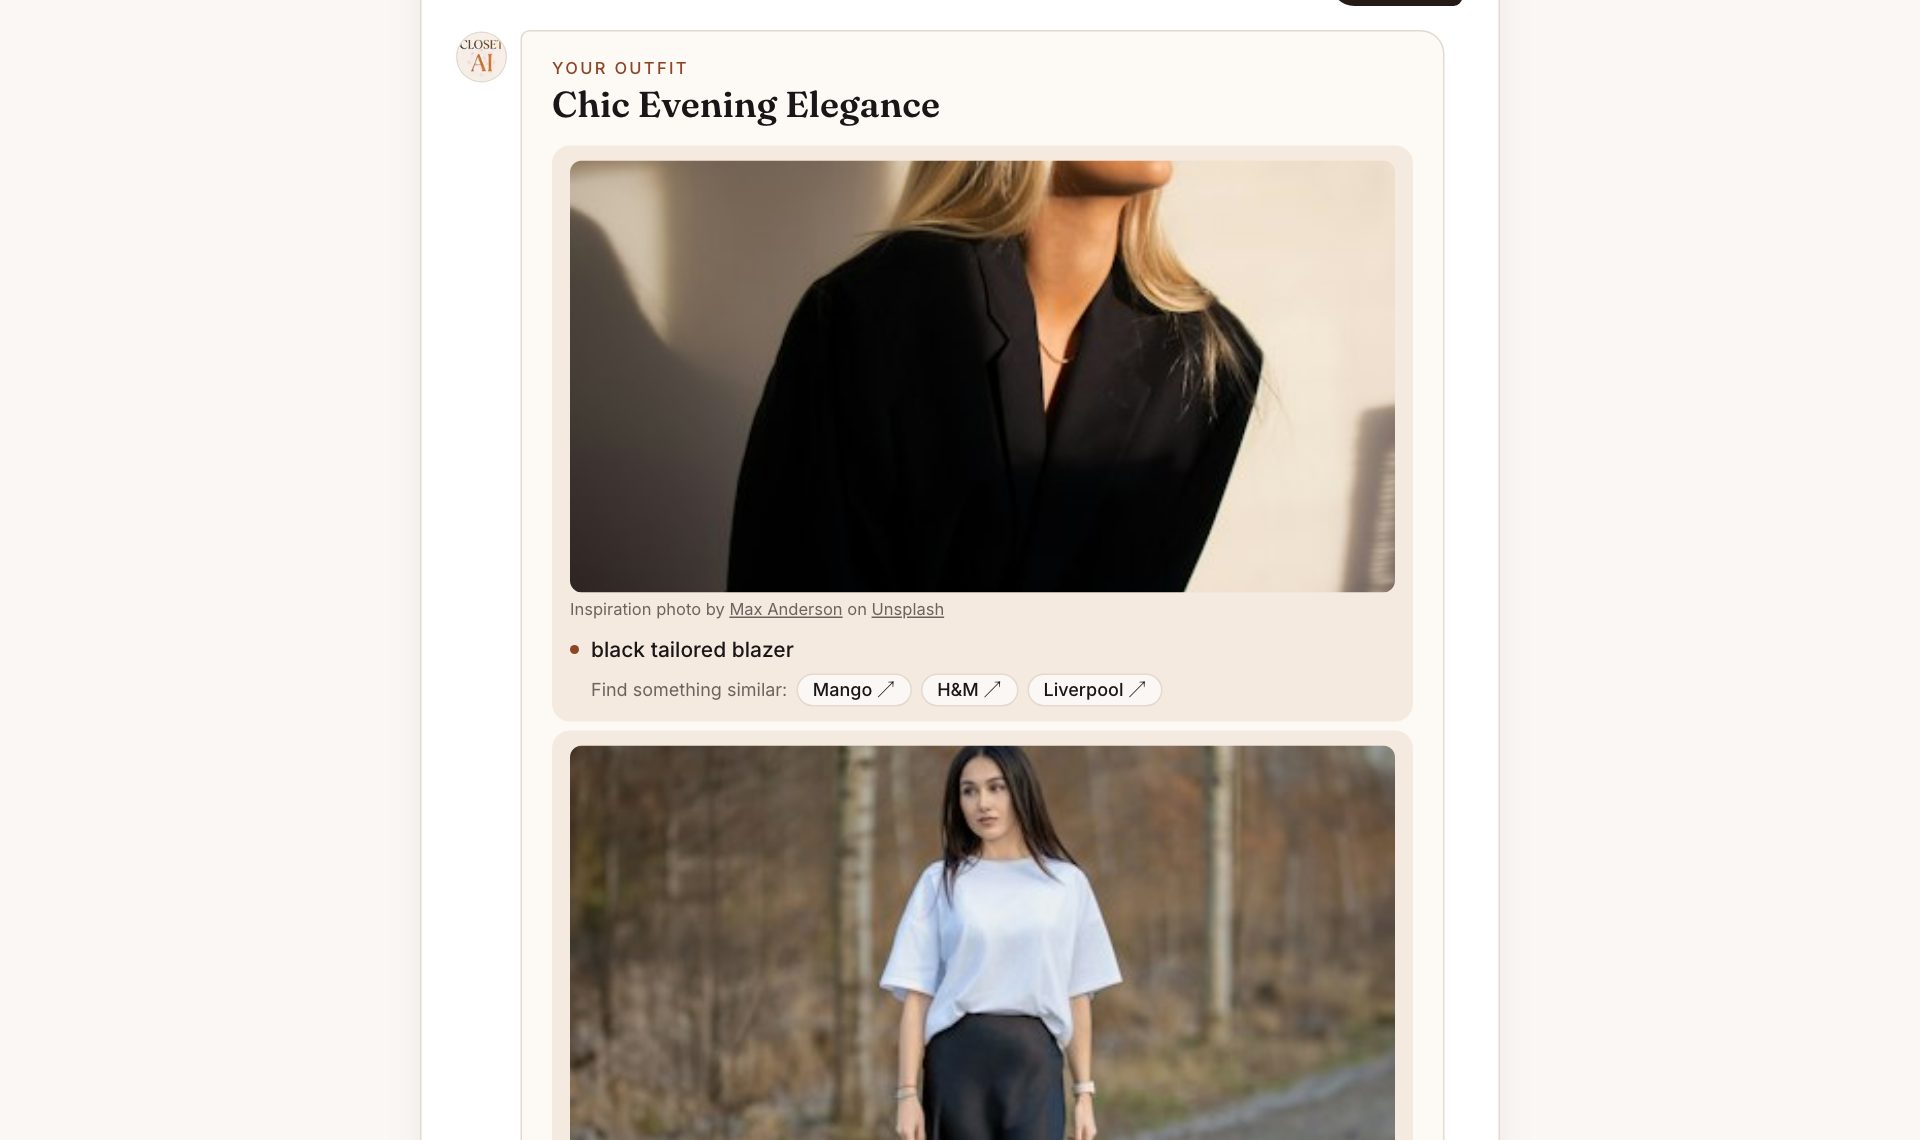 CLOSET
AI
YOUR OUTFIT
Chic Evening Elegance
Inspiration photo by Max Anderson on Unsplash
black tailored blazer
Find something similar: Mango ↗ H&M ↗ Liverpool ↗